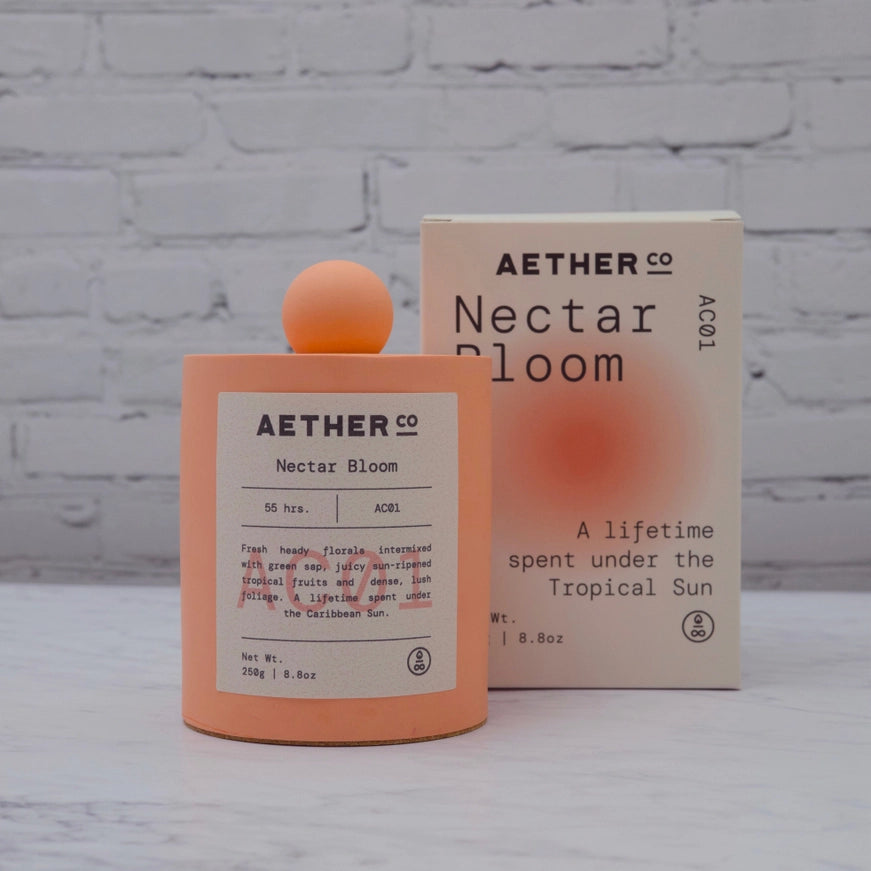 AETHER CO
Nectar
Bloom
AC01
A lifetime
spent under the
Tropical Sun
Wt.
| 8.8oz
AETHER CO
Nectar Bloom
55 hrs.
AC01
AC01
Fresh heady florals intermixed
with green sap, juicy sun-ripened
tropical fruits and dense, lush
foliage. A lifetime spent under
the Caribbean Sun.
Net Wt.
250g | 8.8oz